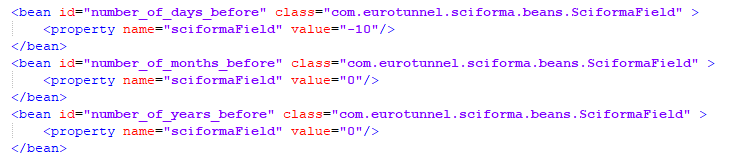 <bean id="number_of_days_before" class="com.eurotunnel.sciforma.beans.SciformaField" >
    <property name="sciformaField" value="-10"/>
</bean>
<bean id="number_of_months_before" class="com.eurotunnel.sciforma.beans.SciformaField" >
    <property name="sciformaField" value="0"/>
</bean>
<bean id="number_of_years_before" class="com.eurotunnel.sciforma.beans.SciformaField" >
    <property name="sciformaField" value="0"/>
</bean>